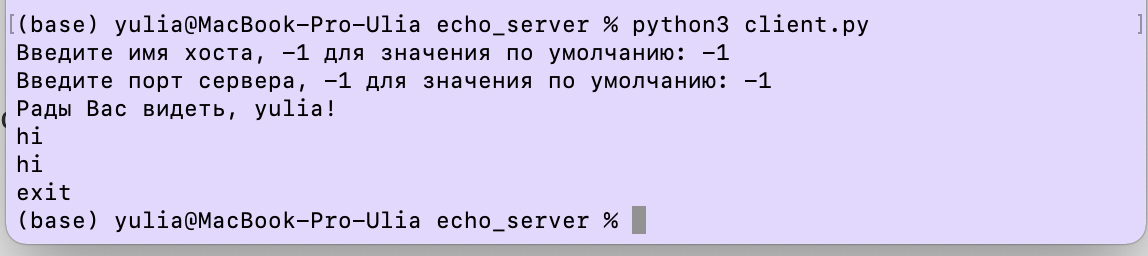 [(base) yulia@MacBook-Pro-Ulia echo_server % python3 client.py ]
Введите имя хоста, -1 для значения по умолчанию: -1
Введите порт сервера, -1 для значения по умолчанию: -1
Рады Вас видеть, yulia!
hi
hi
exit
(base) yulia@MacBook-Pro-Ulia echo_server %